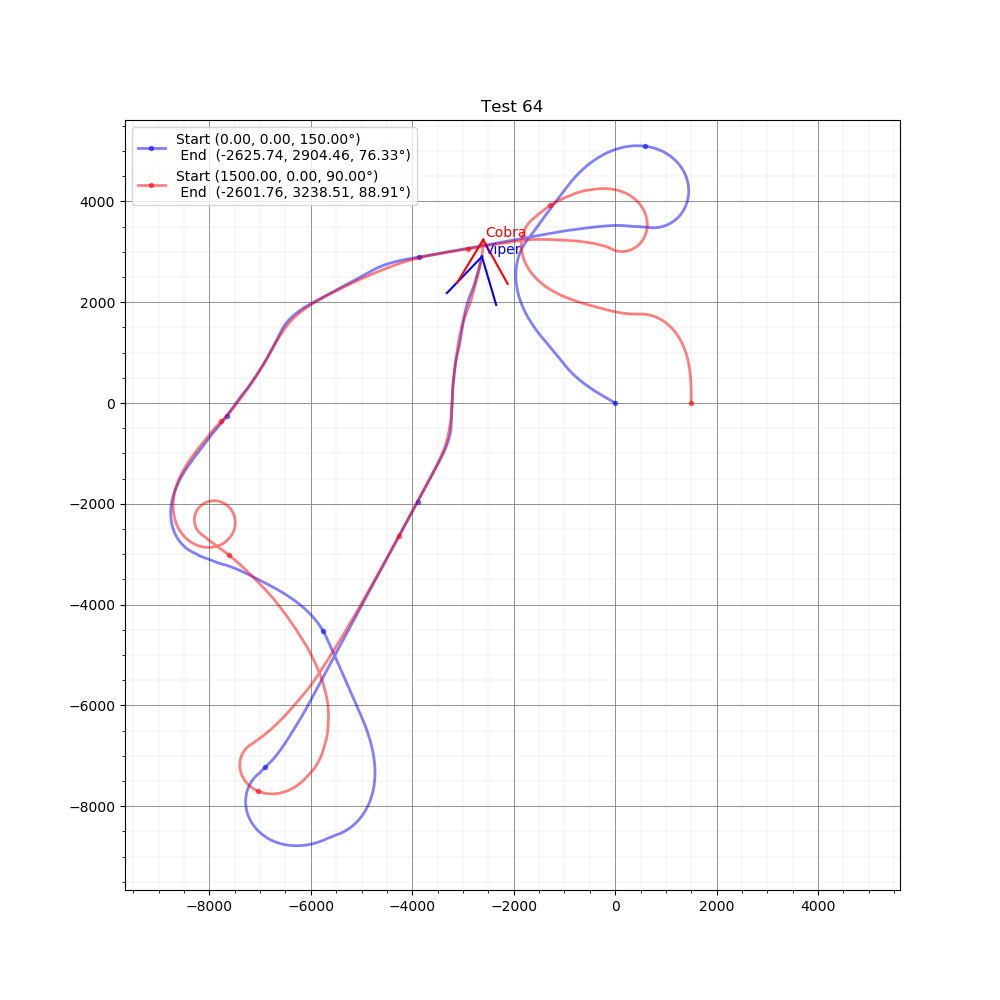 Test 64
Start (0.00, 0.00, 150.00°)
End (-2625.74, 2904.46, 76.33°)
Start (1500.00, 0.00, 90.00°)
End (-2601.76, 3238.51, 88.91°)
Cobra
Viper
4000
2000
0
−2000
−4000
−6000
−8000
−8000 −6000 −4000 −2000 0 2000 4000